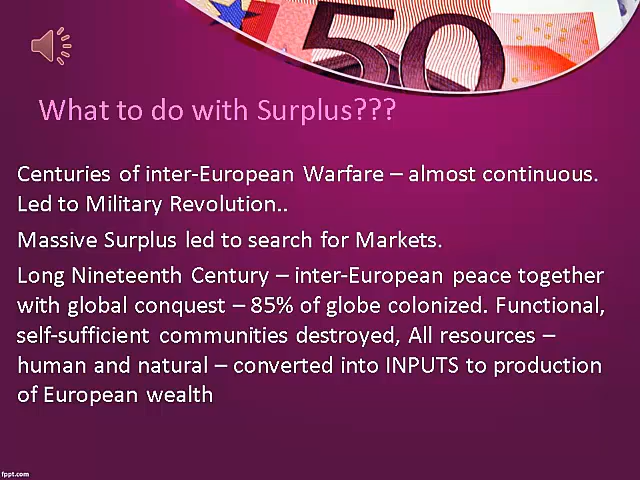 50
What to do with Surplus???
Centuries of inter-European Warfare – almost continuous.
Led to Military Revolution..
Massive Surplus led to search for Markets.
Long Nineteenth Century – inter-European peace together
with global conquest – 85% of globe colonized. Functional,
self-sufficient communities destroyed, All resources –
human and natural – converted into INPUTS to production
of European wealth
fppt.com